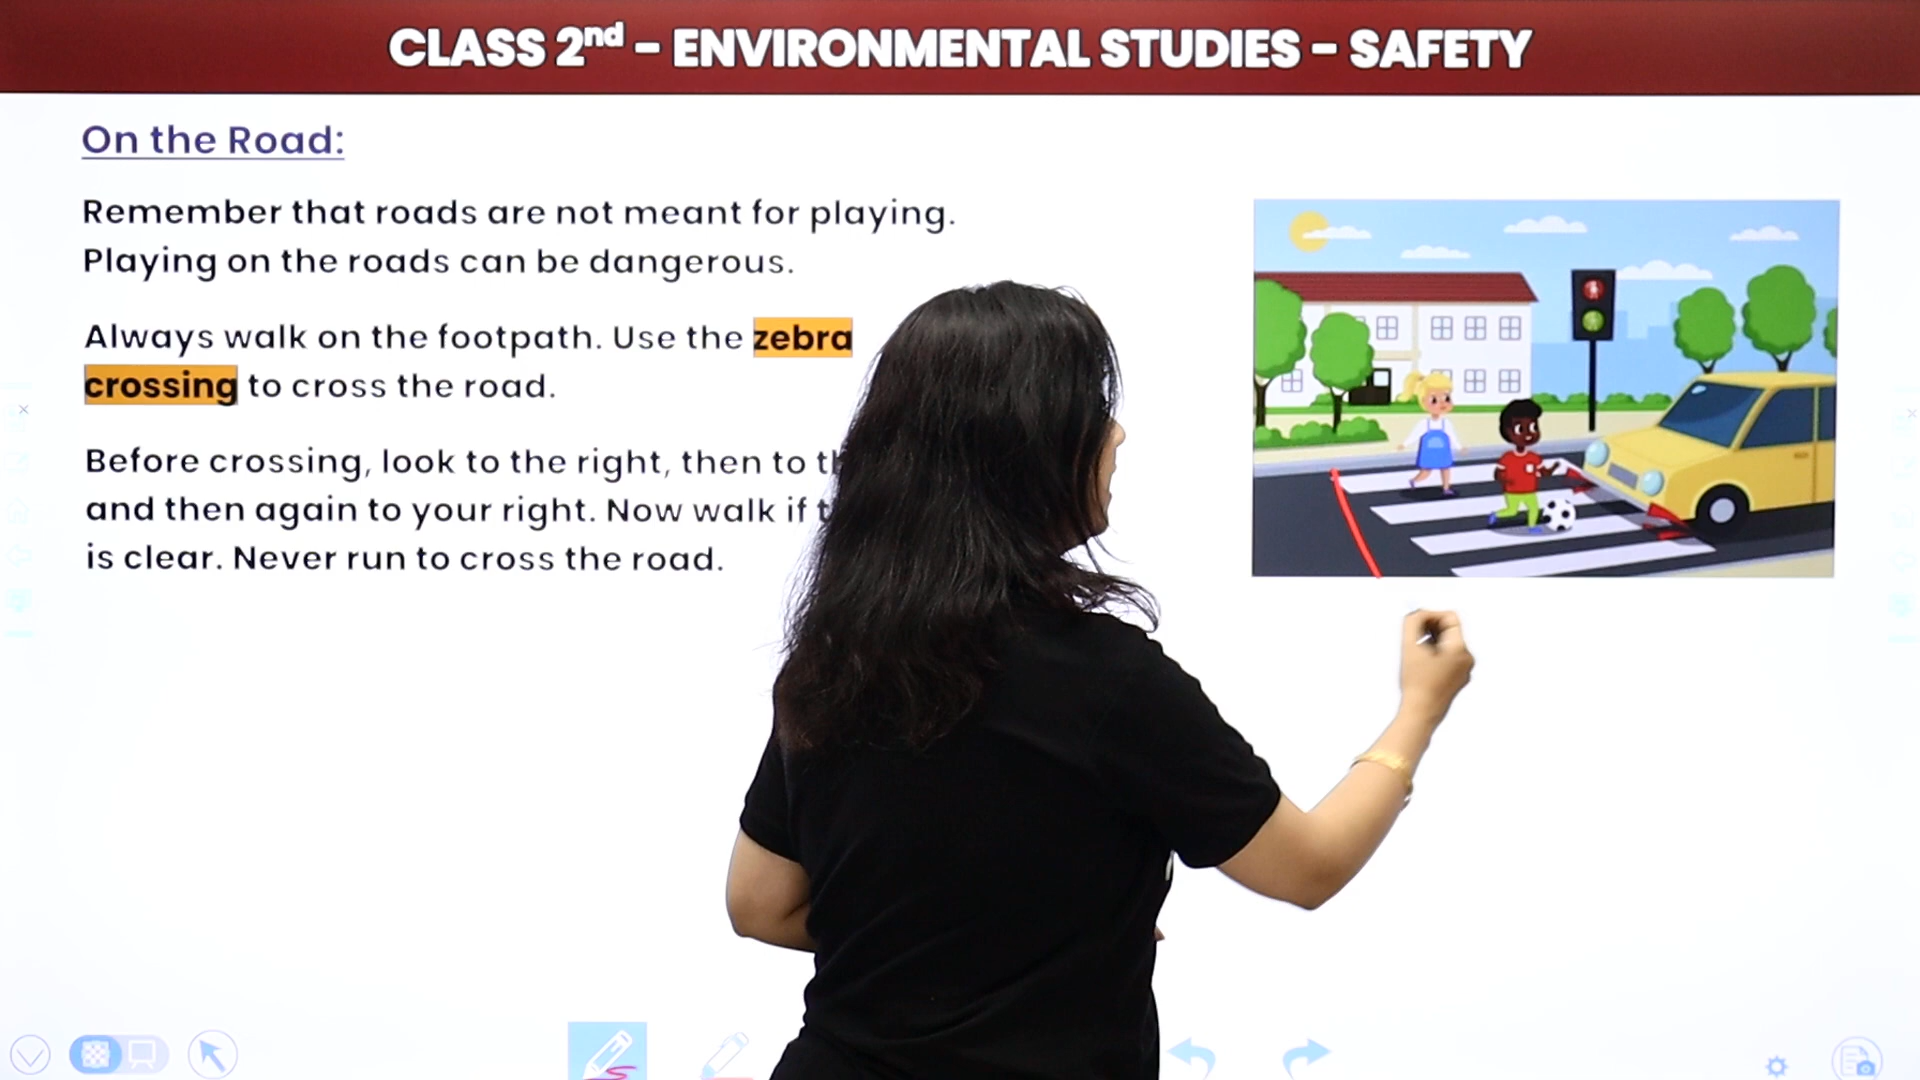 CLASS 2nd - ENVIRONMENTAL STUDIES - SAFETY
On the Road:
Remember that roads are not meant for playing.
Playing on the roads can be dangerous.
Always walk on the footpath. Use the zebra
crossing to cross the road.
Before crossing, look to the right, then to
and then again to your right. Now walk if
is clear. Never run to cross the road.